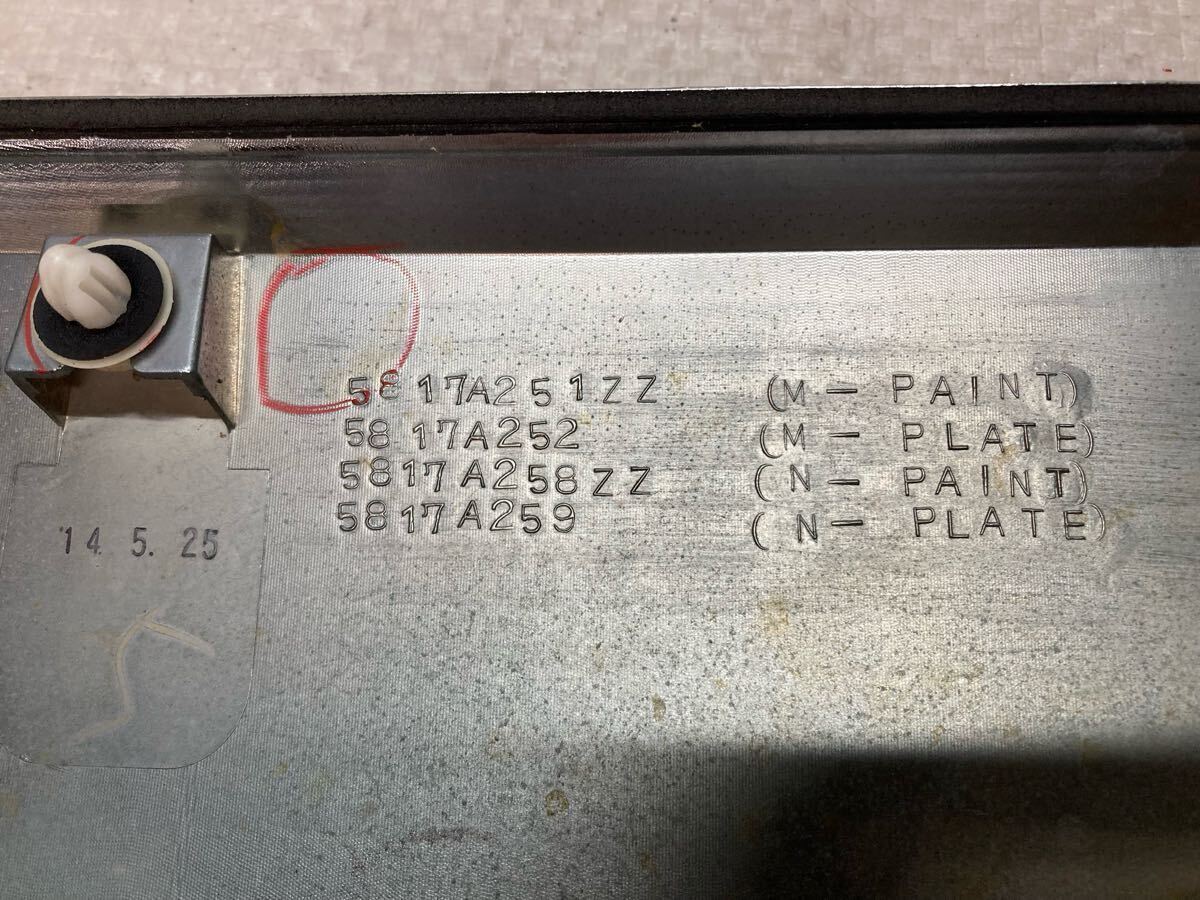 5817A251ZZ (M- PAINT)
5817A252 (M- PLATE)
5817A258ZZ (N- PAINT)
5817A259 (N- PLATE)
'14. 5. 25